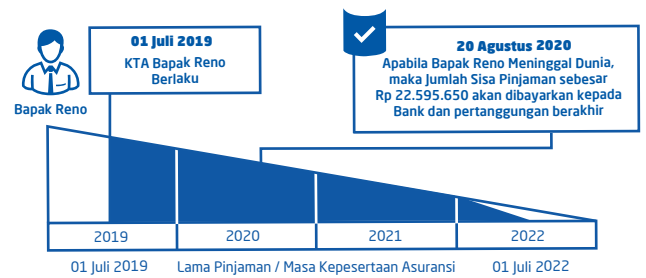 01 Juli 2019
KTA Bapak Reno
Berlaku
Bapak Reno
20 Agustus 2020
Apabila Bapak Reno Meninggal Dunia,
maka Jumlah Sisa Pinjaman sebesar
Rp 22.595.650 akan dibayarkan kepada
Bank dan pertanggungan berakhir
2019 2020 2021 2022
01 Juli 2019 Lama Pinjaman / Masa Kepesertaan Asuransi 01 Juli 2022